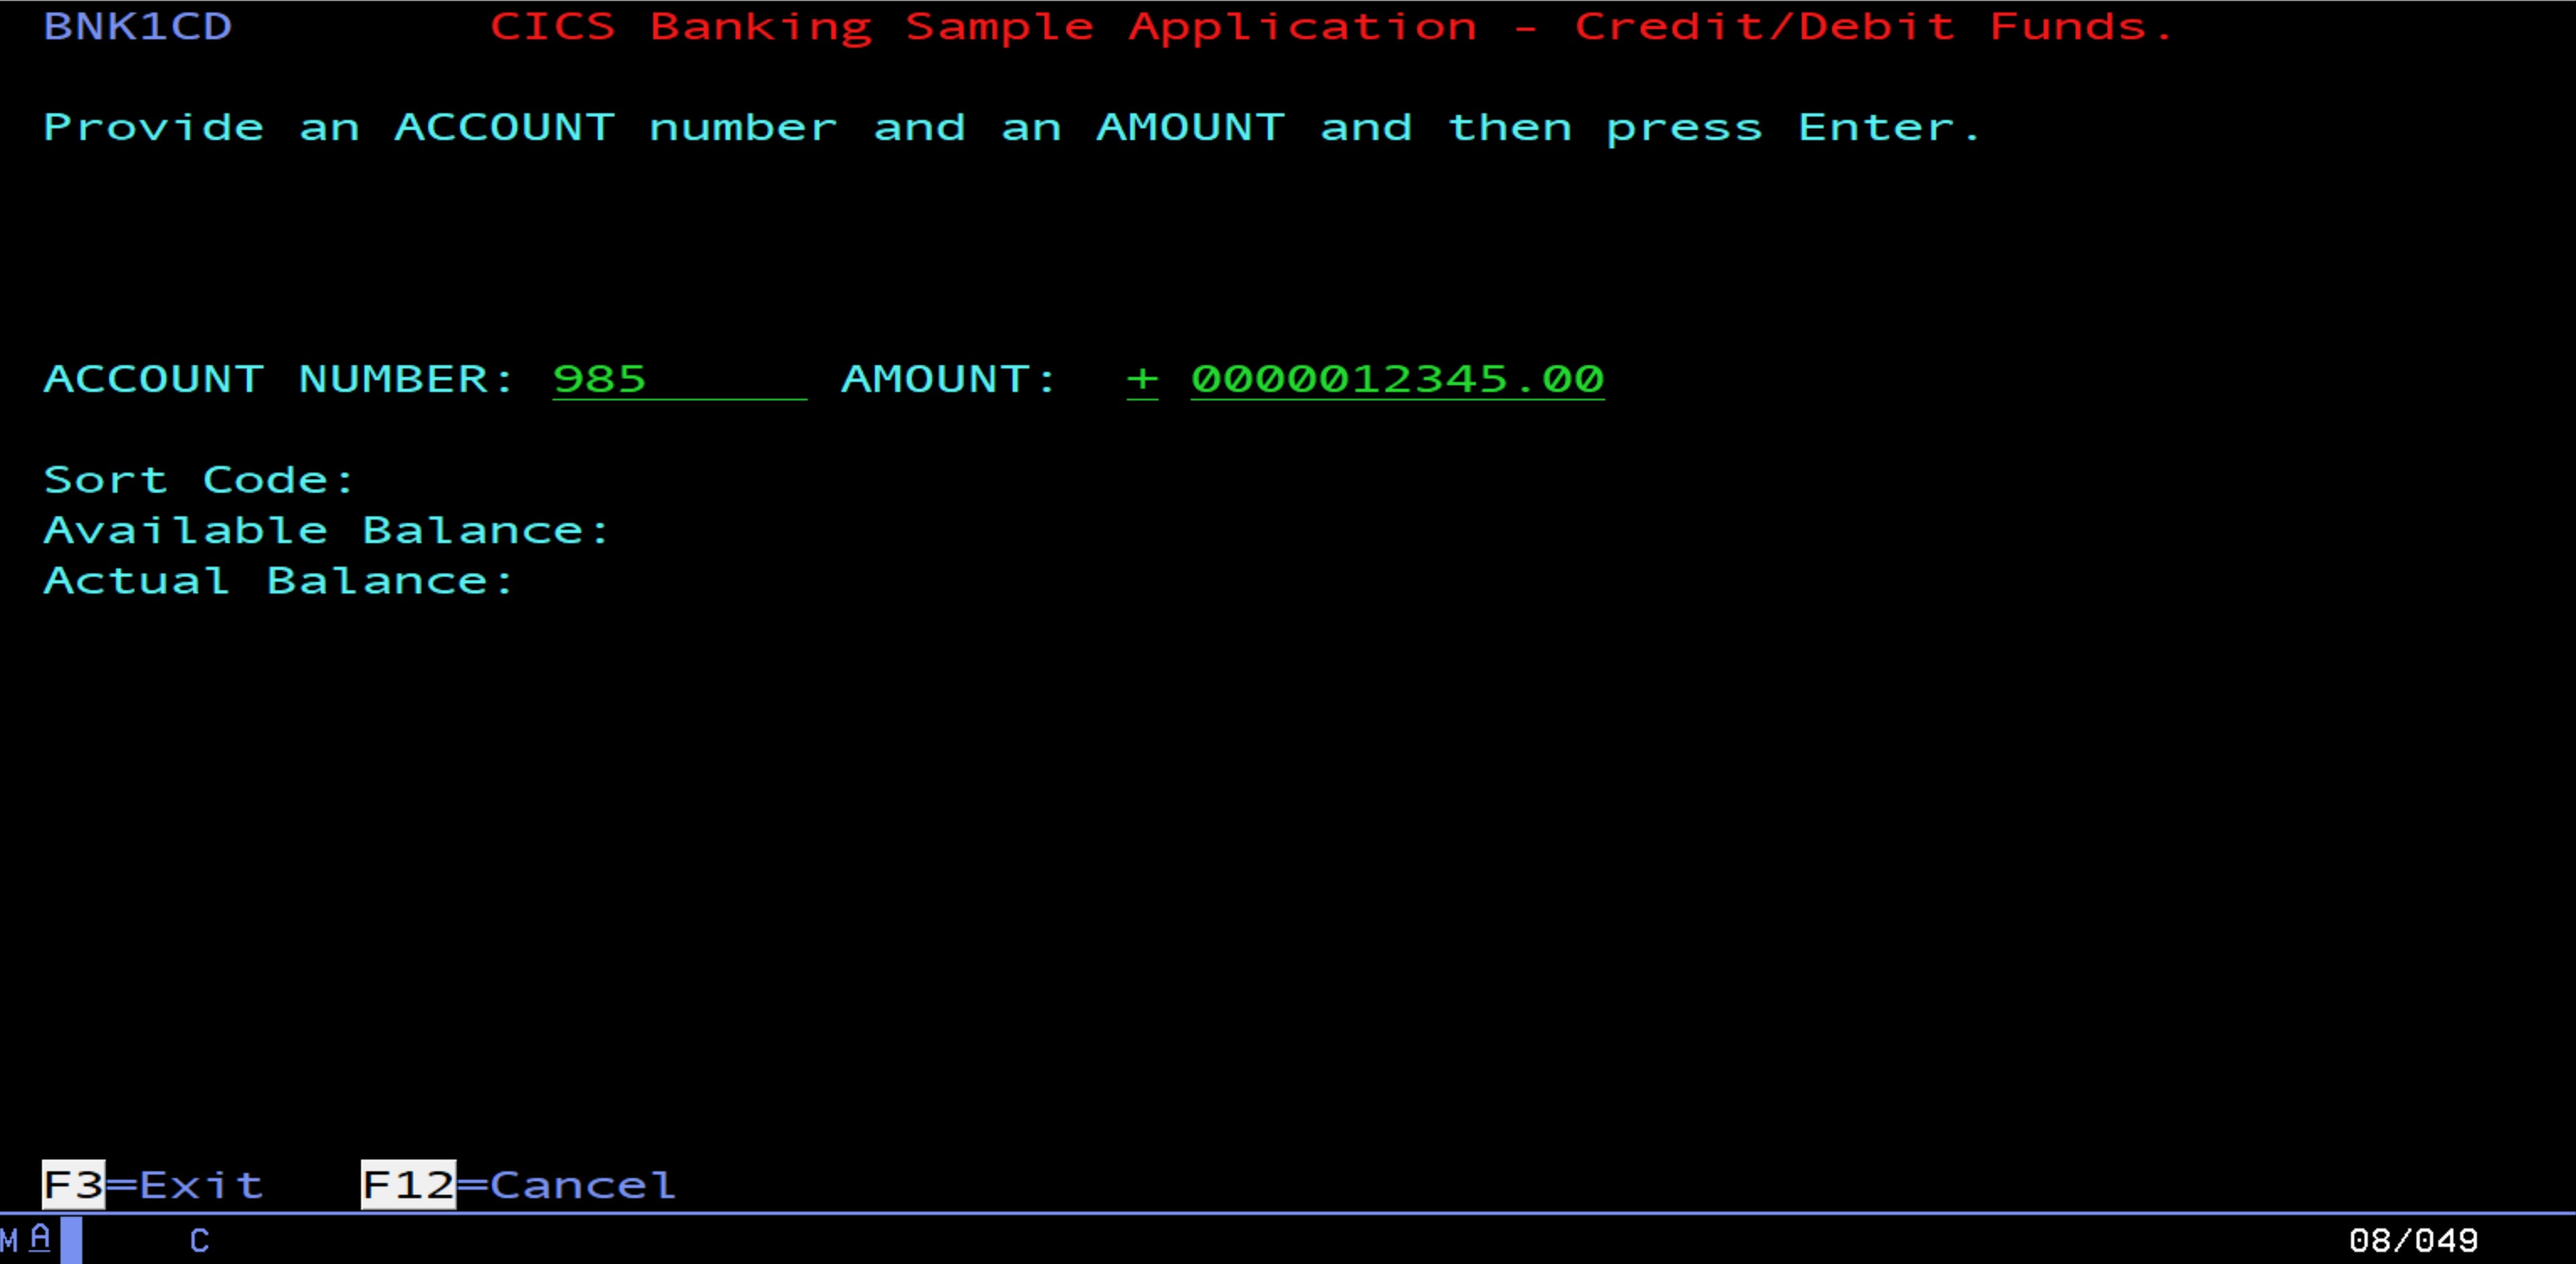 BNK1CD CICS Banking Sample Application - Credit/Debit Funds.
Provide an ACCOUNT number and an AMOUNT and then press Enter.
ACCOUNT NUMBER: 985 AMOUNT: + 0000012345.00
Sort Code:
Available Balance:
Actual Balance:
F3=Exit F12=Cancel
MA C 08/049